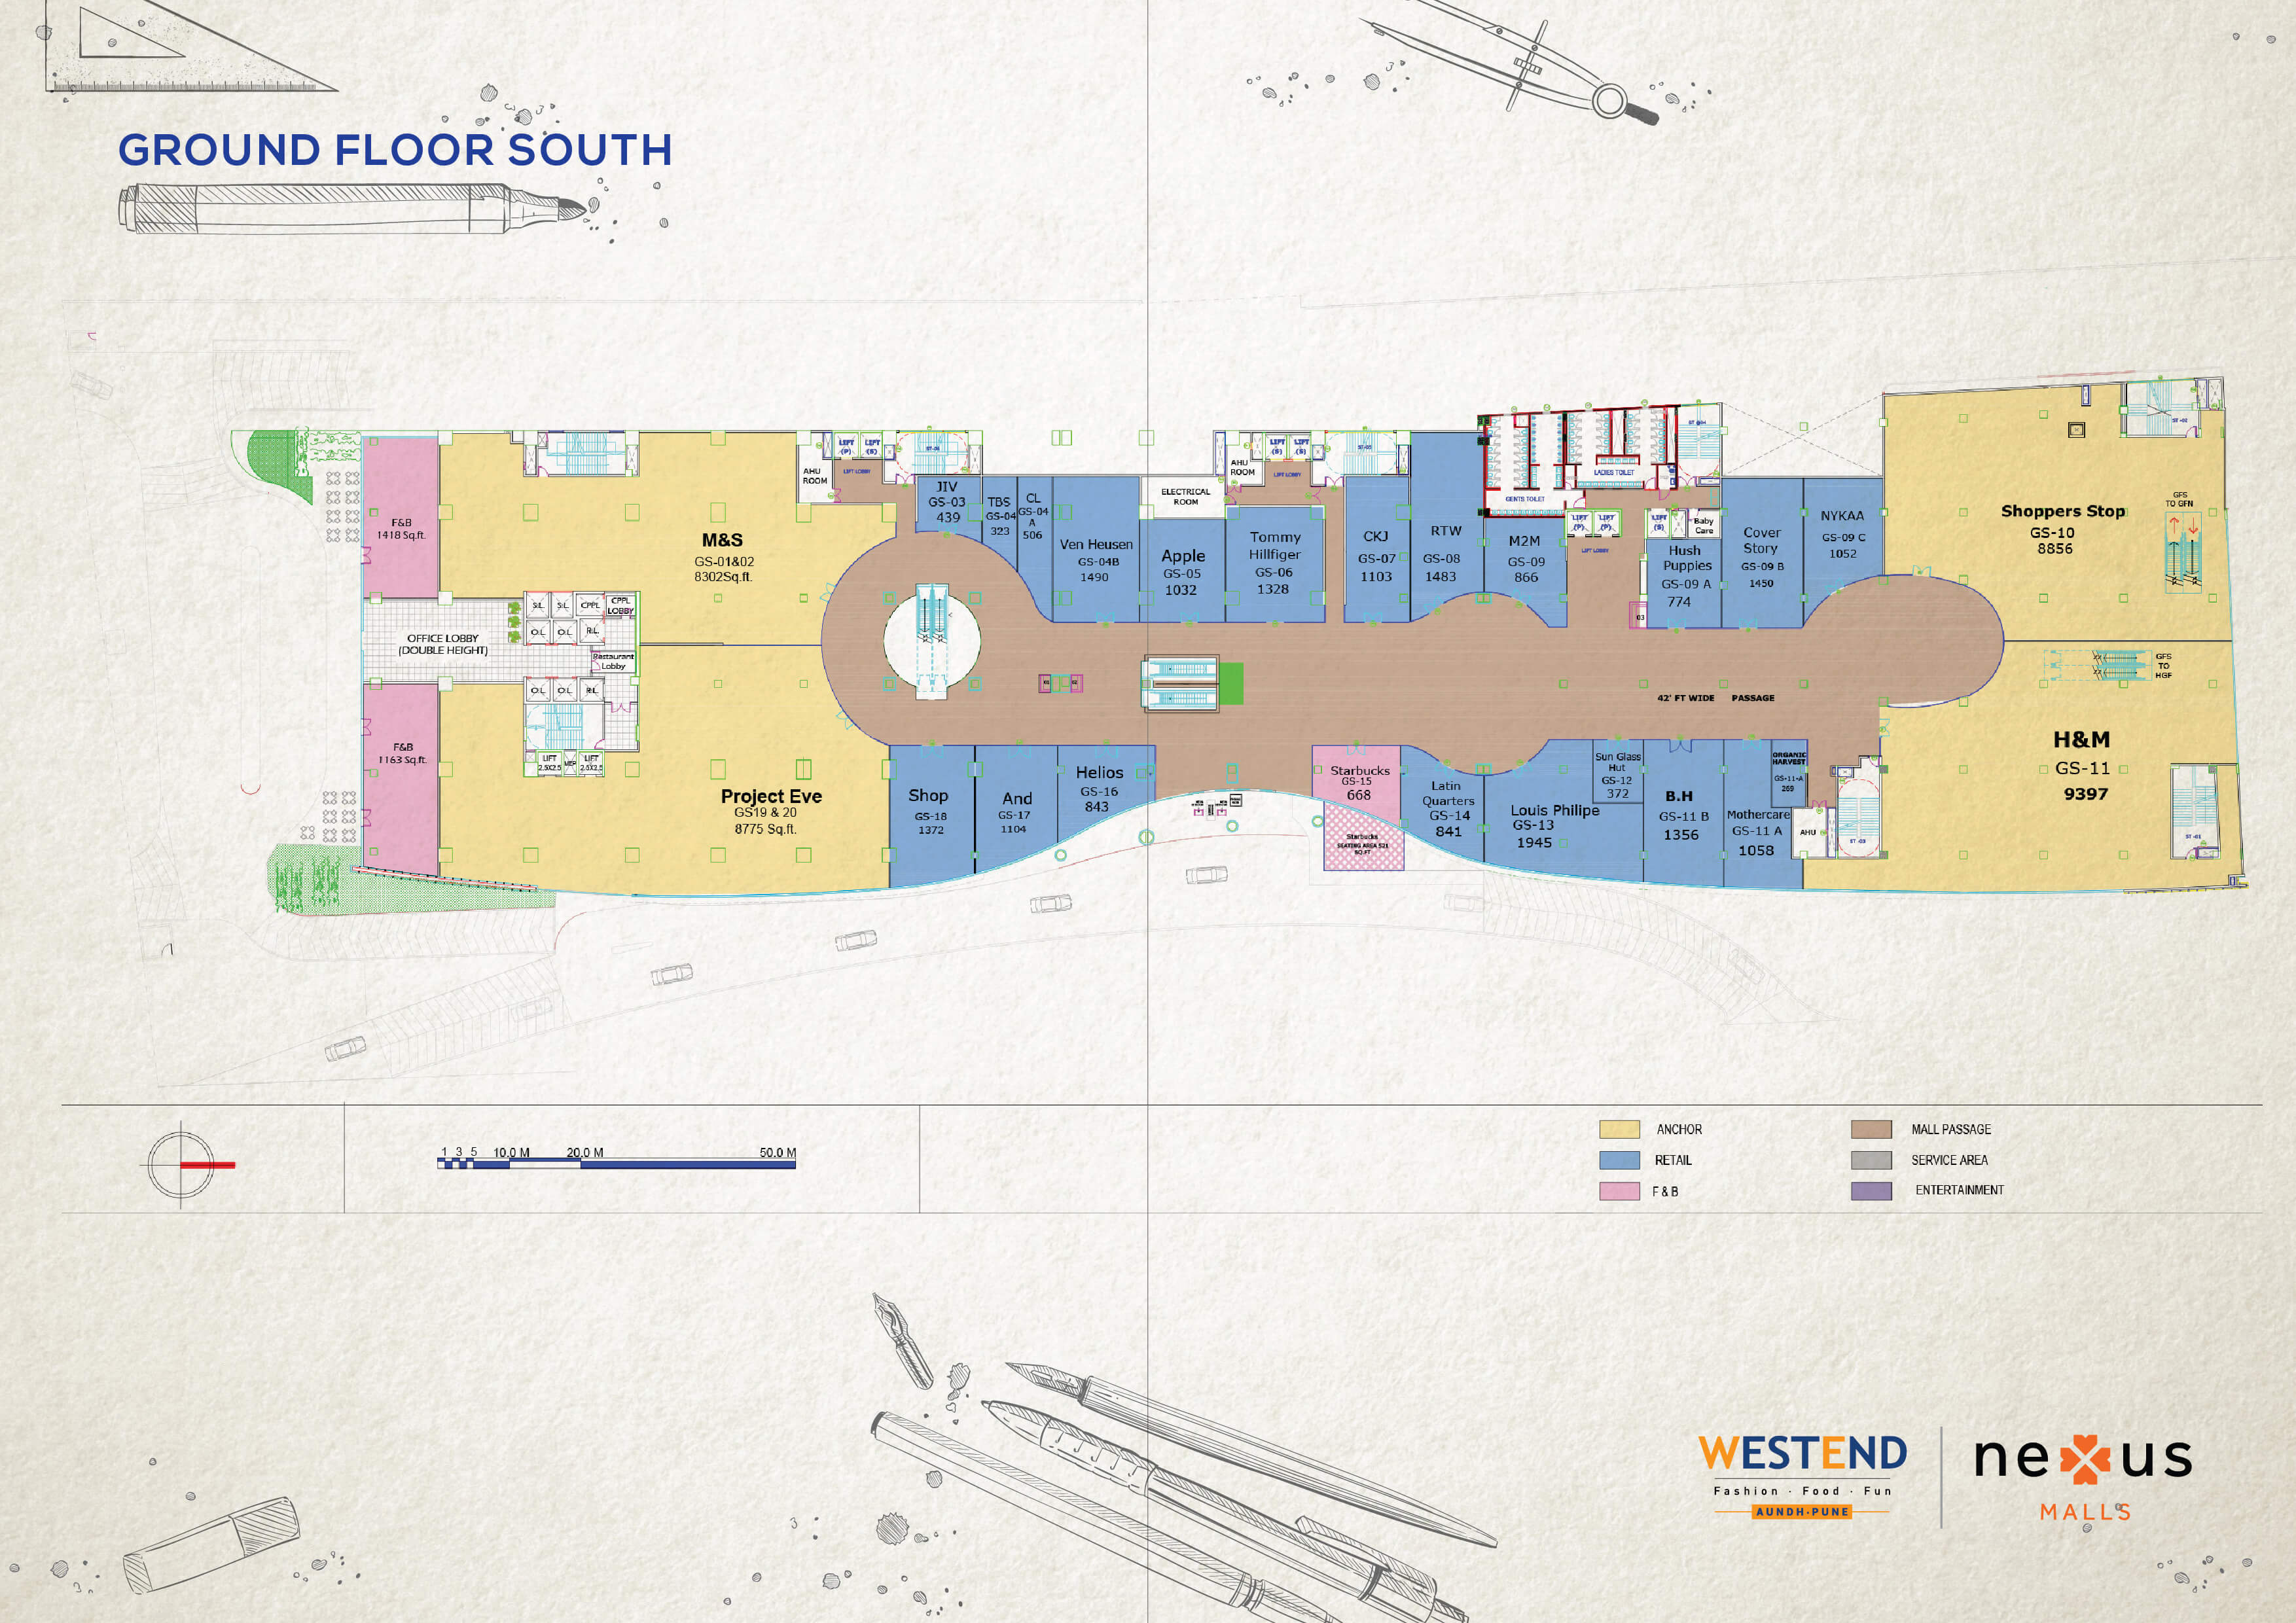 GROUND FLOOR SOUTH
F&B
1418 Sq.ft.
M&S
GS-01&02
8302Sq.ft.
AHU
ROOM
LIFT
(P)
LIFT
(S)
LIFT LOBBY
JIV
GS-03
439
TBS
GS-04
323
CL
GS-04
A
506
Ven Heusen
GS-04B
1490
ELECTRICAL
ROOM
Apple
GS-05
1032
AHU
ROOM
LIFT
(S)
LIFT
(S)
LIFT LOBBY
Tommy
Hillfiger
GS-06
1328
CKJ
GS-07
1103
RTW
GS-08
1483
GENTS TOILET
LADIES TOILET
M2M
GS-09
866
LIFT
(P)
LIFT
(P)
LIFT LOBBY
LIFT
(S)
Baby
Care
Hush
Puppies
GS-09 A
774
03
Cover
Story
GS-09 B
1450
NYKAA
GS-09 C
1052
Shoppers Stop
GS-10
8856
GFS
TO GFN
OFFICE LOBBY
(DOUBLE HEIGHT)
S.L.
S.L.
CPPL
CPPL
LOBBY
O.L
O.L
R.L.
Restaurant
Lobby
O.L
O.L
R.L
LIFT
2.5X2.5
LIFT
2.5X2.5
F&B
1163 Sq.ft.
Project Eve
GS19 & 20
8775 Sq.ft.
Shop
GS-18
1372
And
GS-17
1104
Helios
GS-16
843
Starbucks
GS-15
668
Starbucks
SEATING AREA 521
SQ.FT
Latin
Quarters
GS-14
841
Louis Philipe
GS-13
1945
Sun Glass
Hut
GS-12
372
B.H
GS-11 B
1356
Mothercare
GS-11 A
1058
ORGANIC
HARVEST
GS-11-A
269
AHU
42' FT WIDE PASSAGE
GFS
TO
HGF
H&M
GS-11
9397
1 3 5 10.0 M 20.0 M 50.0 M
ANCHOR
RETAIL
F & B
MALL PASSAGE
SERVICE AREA
ENTERTAINMENT
WESTEND
Fashion · Food · Fun
AUNDH·PUNE
nexus
MALLS